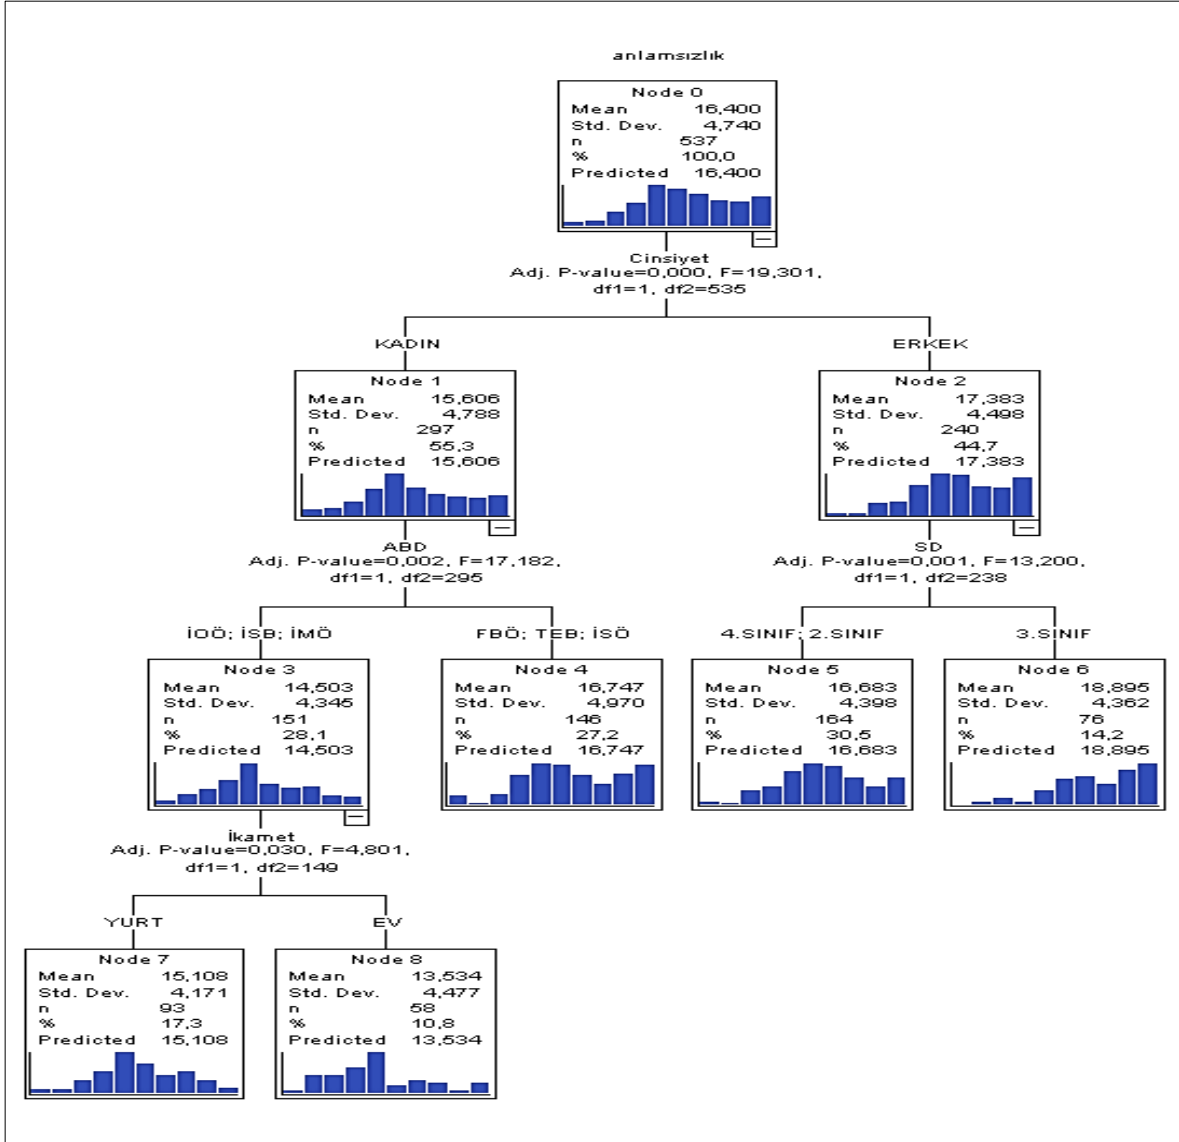 anlamsızlık
Node 0
Mean 16,400
Std. Dev. 4,740
n 537
% 100,0
Predicted 16,400
Cinsiyet
Adj. P-value=0,000, F=19,301,
df1=1, df2=535
KADIN
ERKEK
Node 1
Mean 15,606
Std. Dev. 4,788
n 297
% 55,3
Predicted 15,606
Node 2
Mean 17,383
Std. Dev. 4,498
n 240
% 44,7
Predicted 17,383
ABD
Adj. P-value=0,002, F=17,182,
df1=1, df2=295
SD
Adj. P-value=0,001, F=13,200,
df1=1, df2=238
İOÖ; İSB; İMÖ
FBÖ; TEB; İSÖ
4.SINIF; 2.SINIF
3.SINIF
Node 3
Mean 14,503
Std. Dev. 4,345
n 151
% 28,1
Predicted 14,503
Node 4
Mean 16,747
Std. Dev. 4,970
n 146
% 27,2
Predicted 16,747
Node 5
Mean 16,683
Std. Dev. 4,398
n 164
% 30,5
Predicted 16,683
Node 6
Mean 18,895
Std. Dev. 4,362
n 76
% 14,2
Predicted 18,895
İkamet
Adj. P-value=0,030, F=4,801,
df1=1, df2=149
YURT
EV
Node 7
Mean 15,108
Std. Dev. 4,171
n 93
% 17,3
Predicted 15,108
Node 8
Mean 13,534
Std. Dev. 4,477
n 58
% 10,8
Predicted 13,534